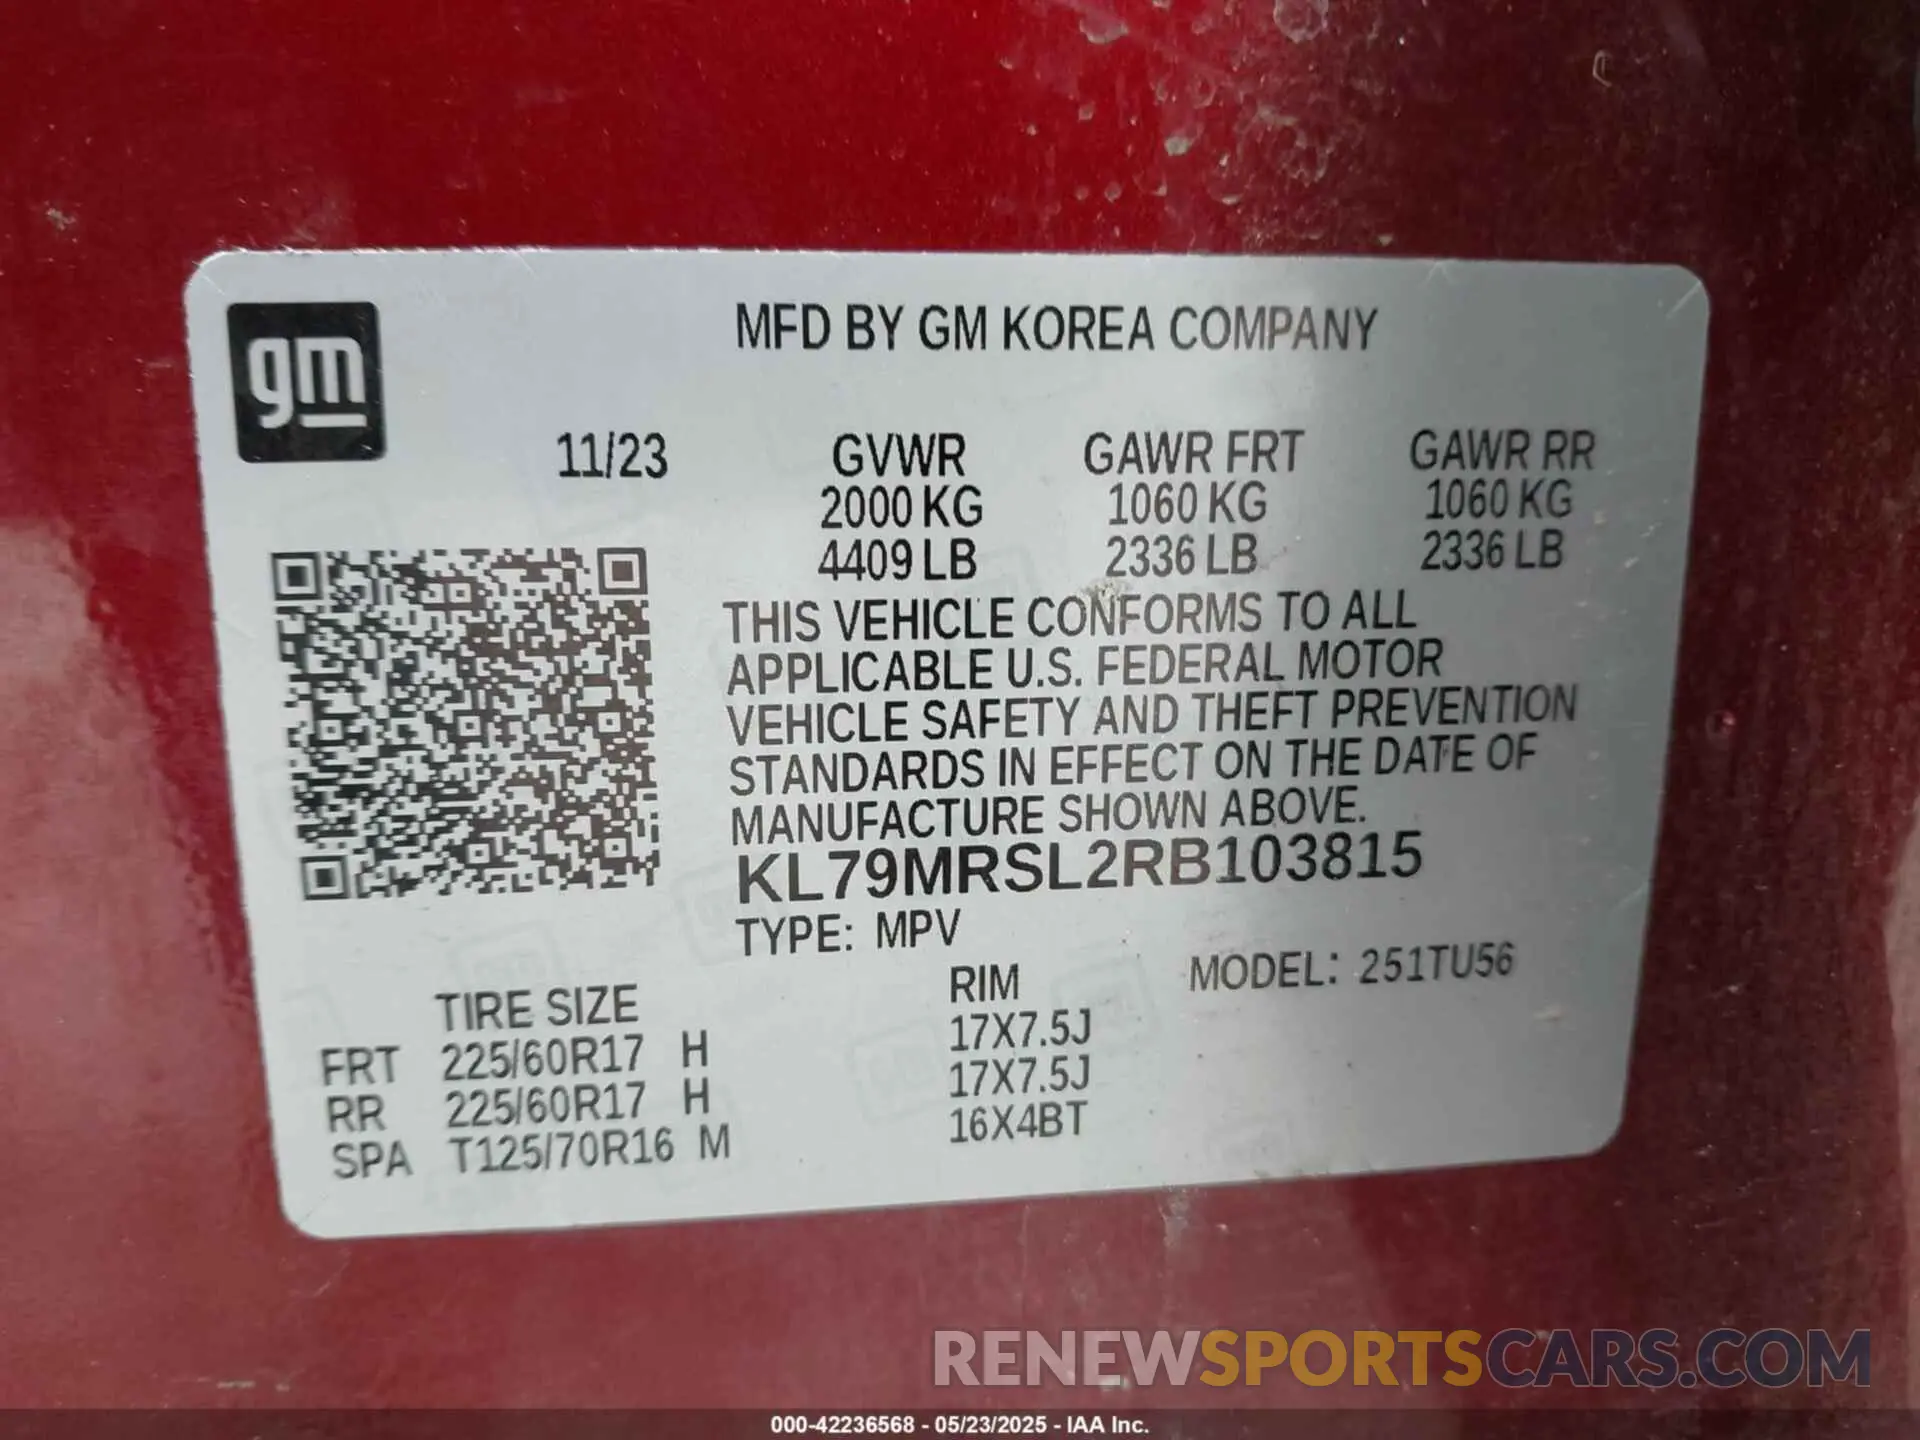 gm
MFD BY GM KOREA COMPANY
11/23 GVWR GAWR FRT GAWR RR
2000 KG 1060 KG 1060 KG
4409 LB 2336 LB 2336 LB
THIS VEHICLE CONFORMS TO ALL
APPLICABLE U.S. FEDERAL MOTOR
VEHICLE SAFETY AND THEFT PREVENTION
STANDARDS IN EFFECT ON THE DATE OF
MANUFACTURE SHOWN ABOVE.
KL79MRSL2RB103815
TYPE: MPV
MODEL: 251TU56
TIRE SIZE RIM
FRT 225/60R17 H 17X7.5J
RR 225/60R17 H 17X7.5J
SPA T125/70R16 M 16X4BT
RENEWSPORTSCARS.COM
000-42236568 - 05/23/2025 - IAA Inc.